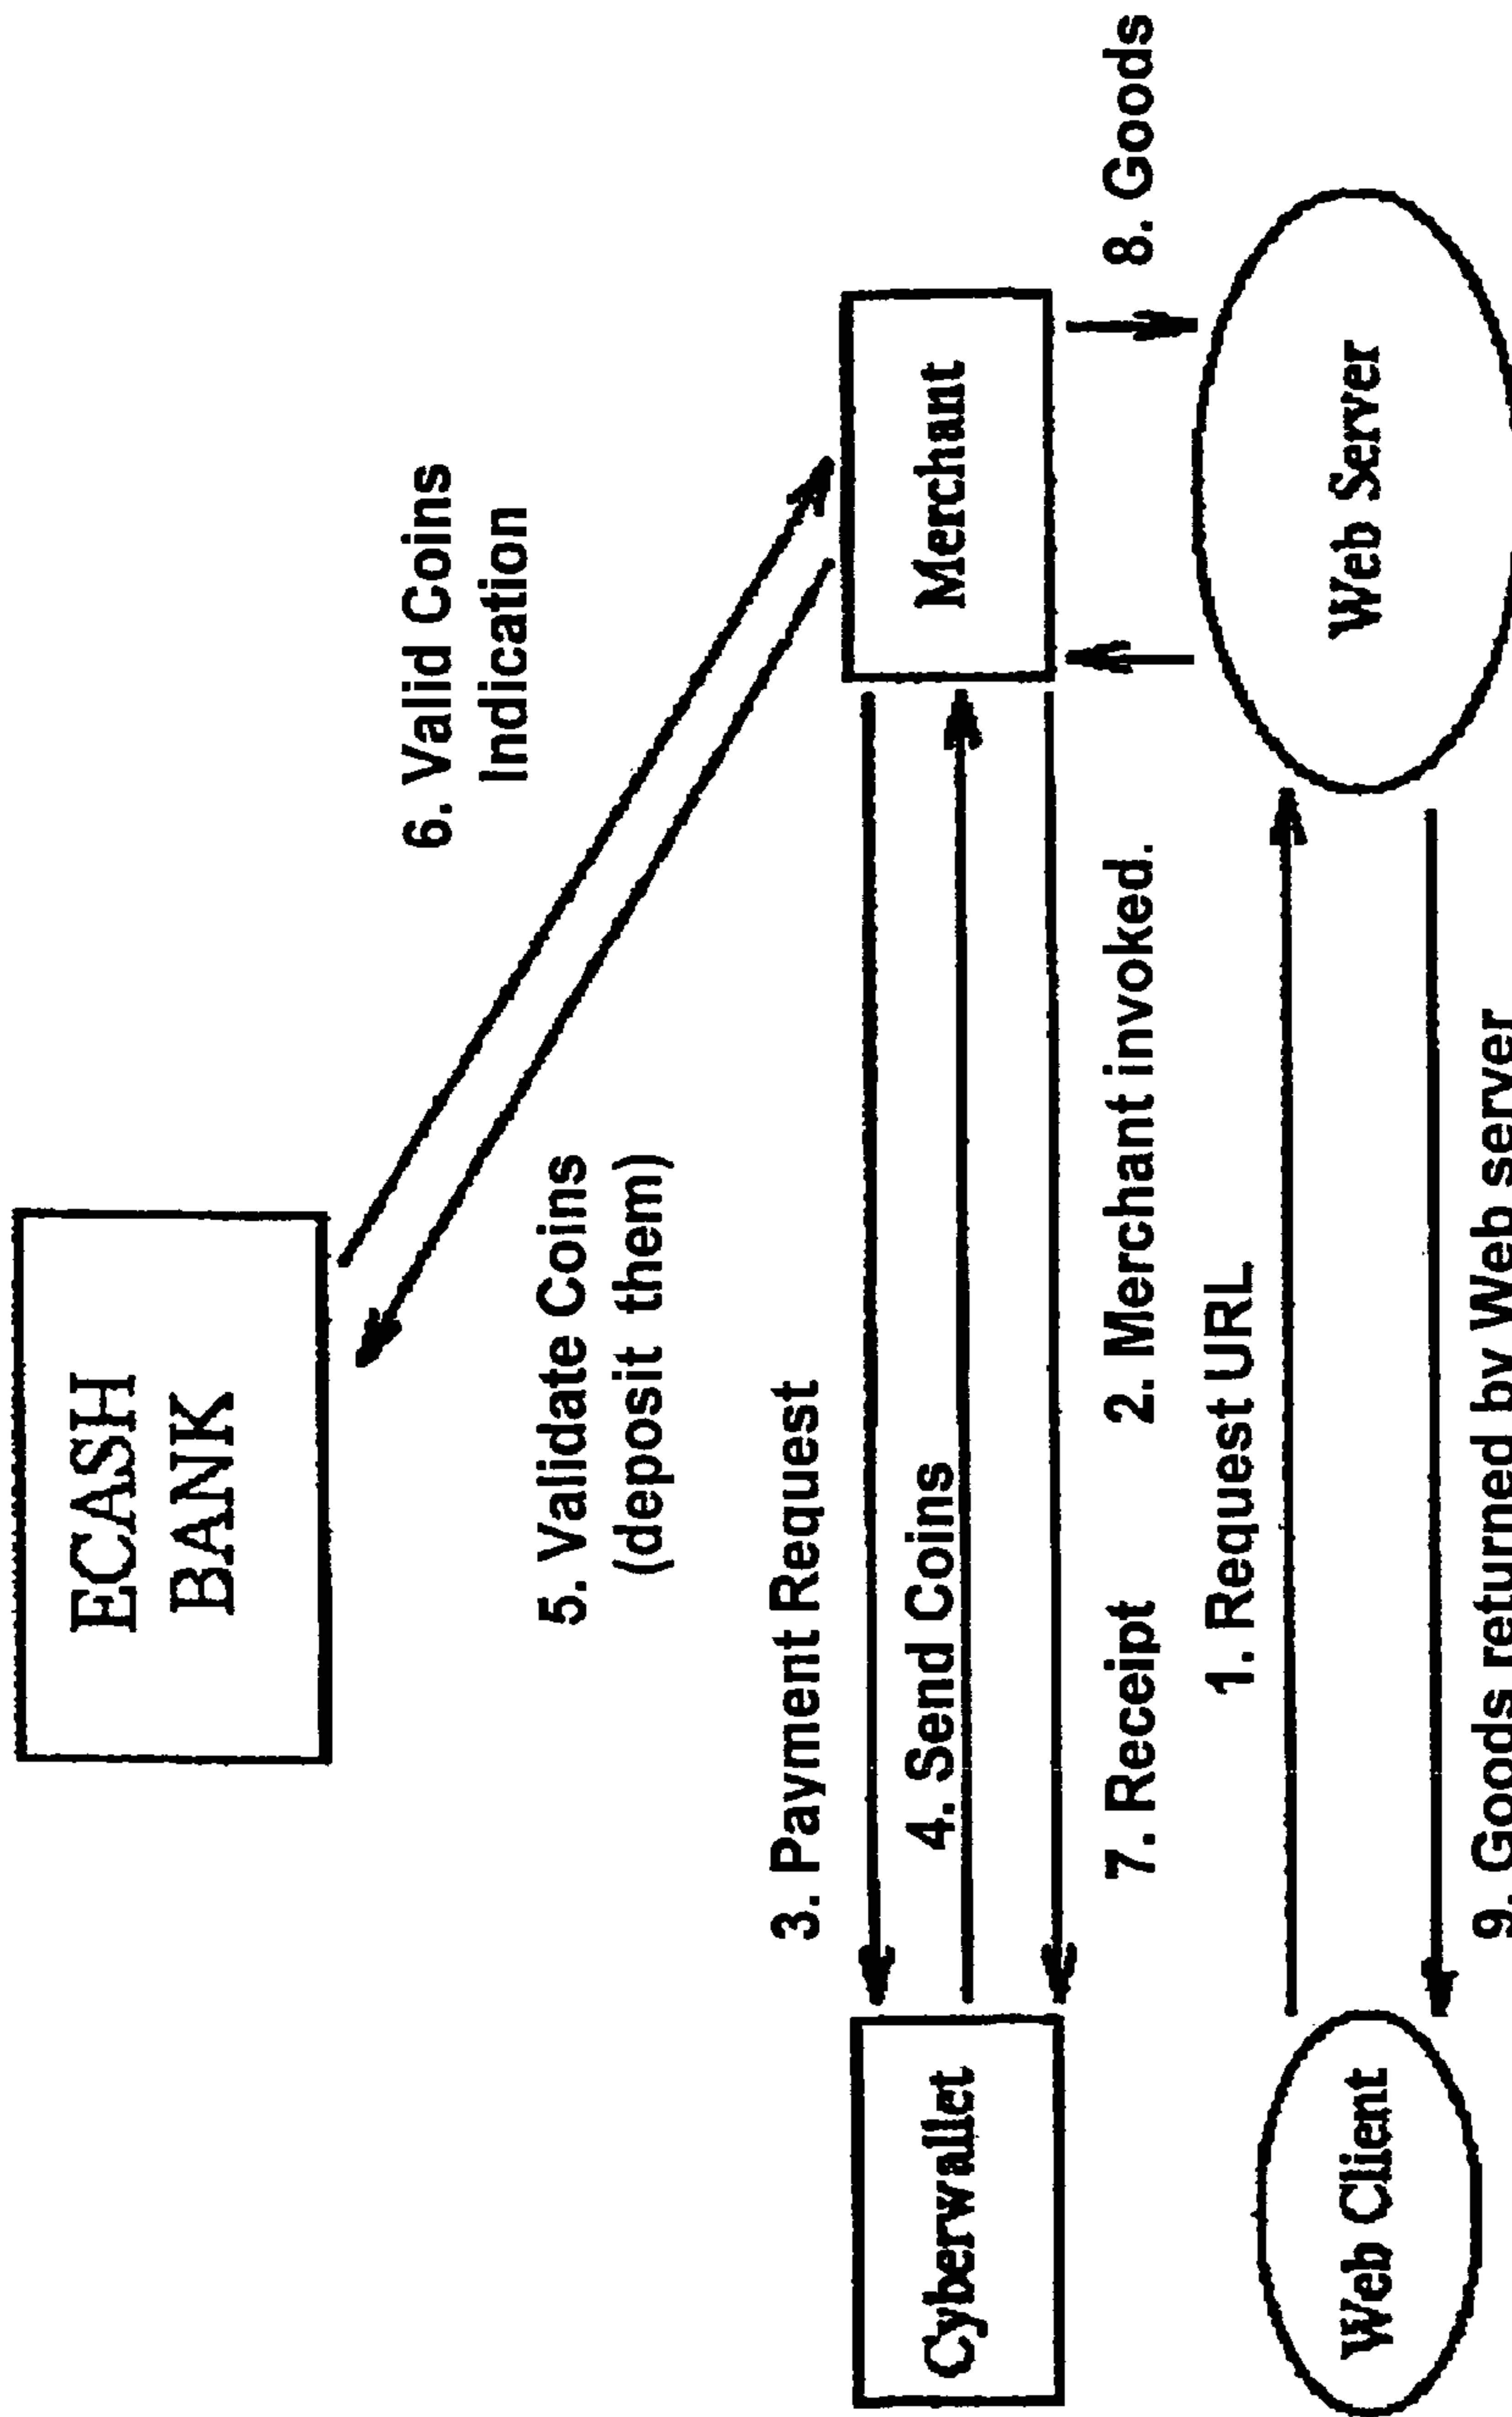 ECASH
BANK
6. Valid Coins
Indication
5. Validate Coins
(deposit them)
3. Payment Request
4. Send Coins
Cyberwallet
Merchant
7. Receipt
2. Merchant invoked.
8. Goods
1. Request URL
Web Client
Web Server
9. Goods returned by Web server